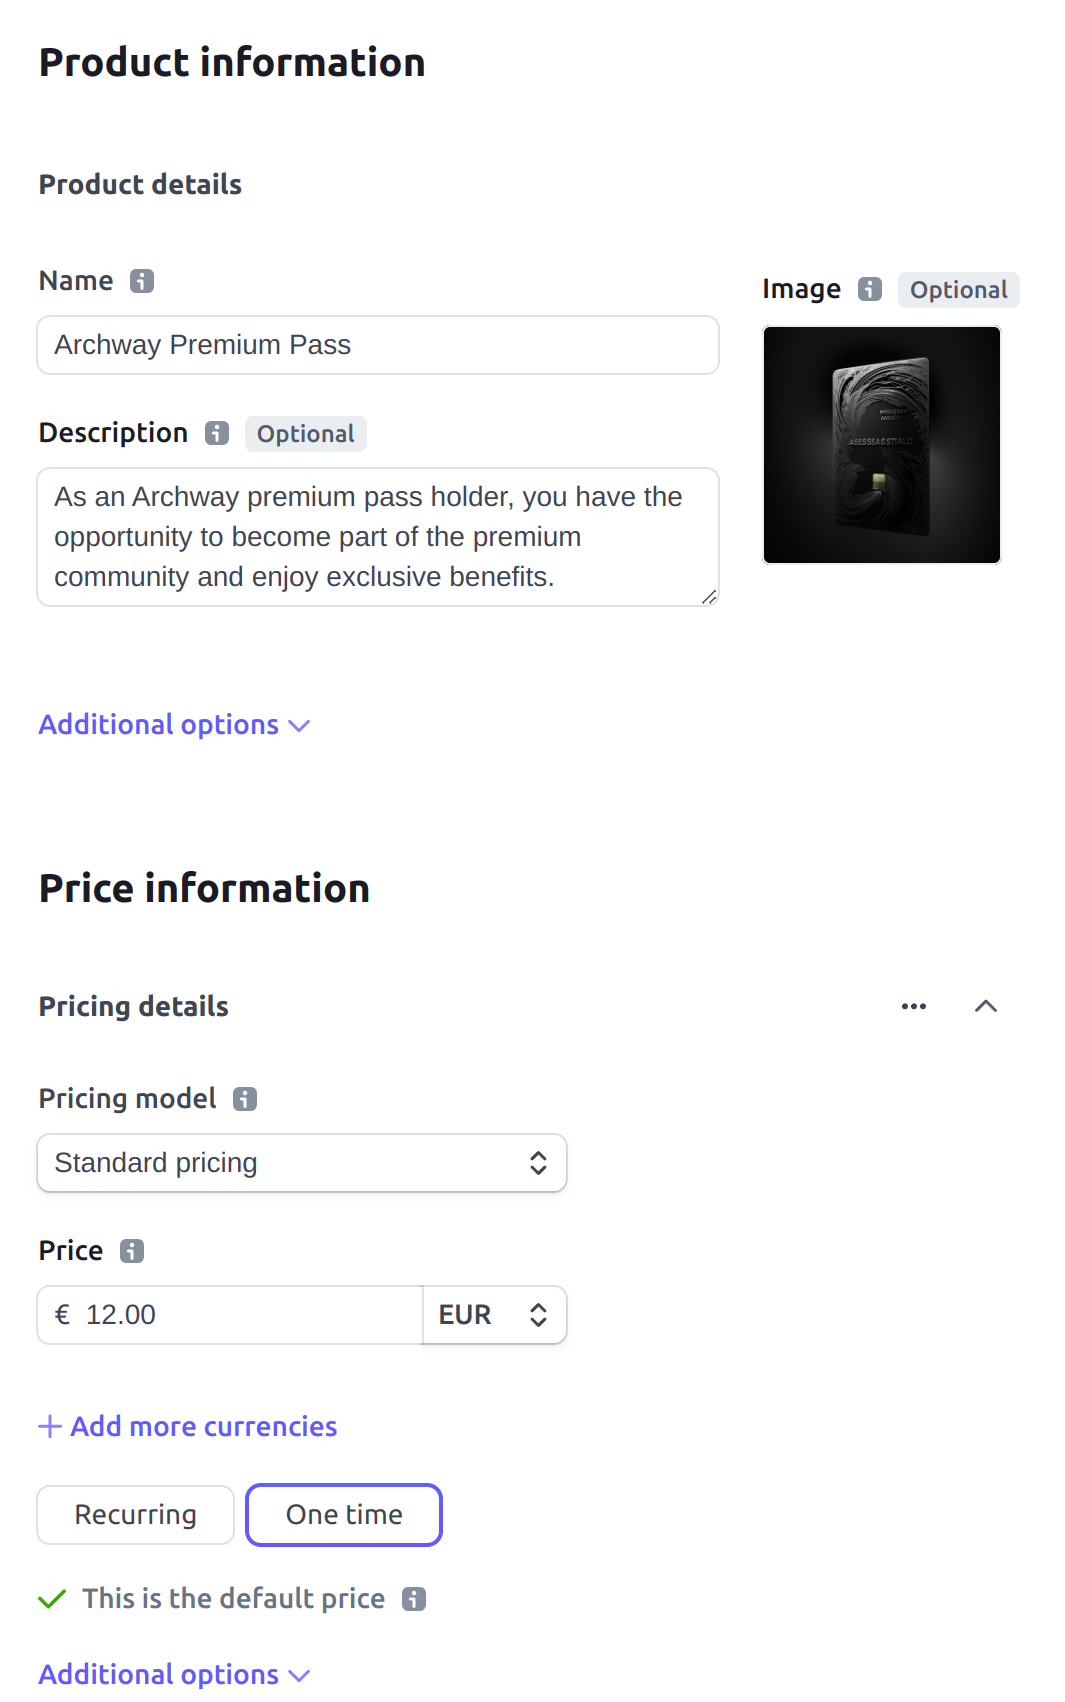 Product information
Product details
Name
Archway Premium Pass
Description Optional
As an Archway premium pass holder, you have the
opportunity to become part of the premium
community and enjoy exclusive benefits.
Image Optional
Additional options
Price information
Pricing details
Pricing model
Standard pricing
Price
€ 12.00 EUR
+ Add more currencies
Recurring One time
This is the default price
Additional options